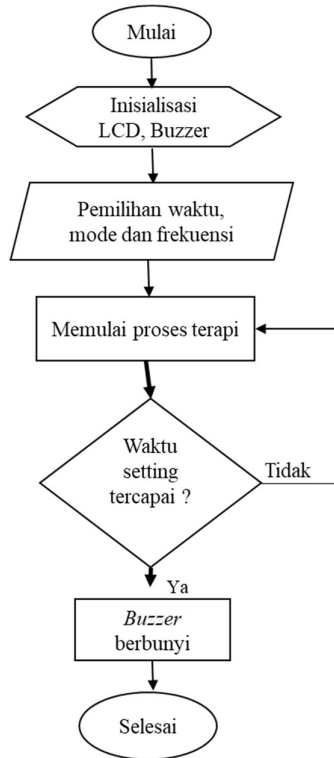 Mulai
Inisialisasi
LCD, Buzzer
Pemilihan waktu,
mode dan frekuensi
Memulai proses terapi
Waktu
setting
tercapai ?
Tidak
Ya
Buzzer
berbunyi
Selesai